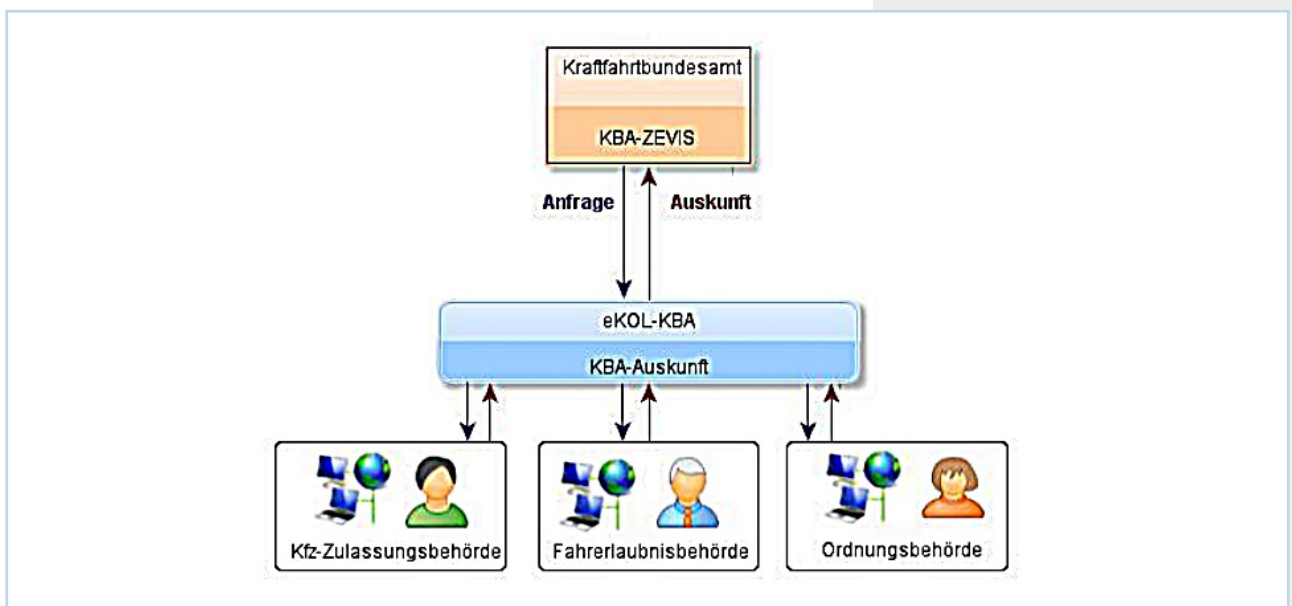 Kraftfahrtbundesamt
KBA-ZEVIS
Anfrage Auskunft
eKOL-KBA
KBA-Auskunft
Kfz-Zulassungsbehörde
Fahrerlaubnisbehörde
Ordnungsbehörde